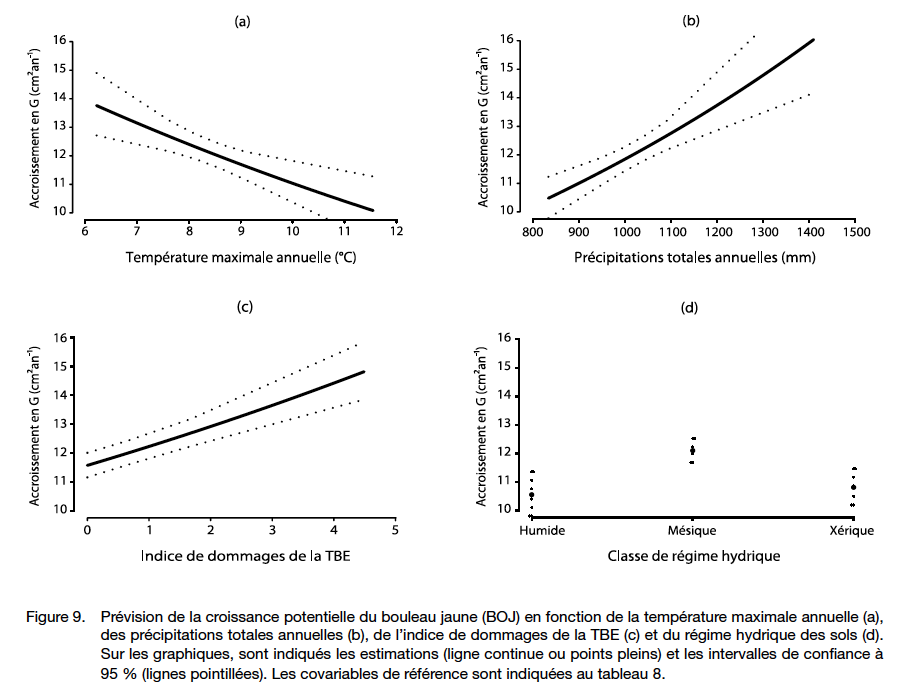 (a)
Accroissement en G (cm²an⁻¹)
16
15
14
13
12
11
10
6 7 8 9 10 11 12
Température maximale annuelle (°C)
(b)
Accroissement en G (cm²an⁻¹)
16
15
14
13
12
11
10
800 900 1000 1100 1200 1300 1400 1500
Précipitations totales annuelles (mm)
(c)
Accroissement en G (cm²an⁻¹)
16
15
14
13
12
11
10
0 1 2 3 4 5
Indice de dommages de la TBE
(d)
Accroissement en G (cm²an⁻¹)
16
15
14
13
12
11
10
Humide Mésique Xérique
Classe de régime hydrique
Figure 9. Prévision de la croissance potentielle du bouleau jaune (BOJ) en fonction de la température maximale annuelle (a),
des précipitations totales annuelles (b), de l’indice de dommages de la TBE (c) et du régime hydrique des sols (d).
Sur les graphiques, sont indiqués les estimations (ligne continue ou points pleins) et les intervalles de confiance à
95 % (lignes pointillées). Les covariables de référence sont indiquées au tableau 8.